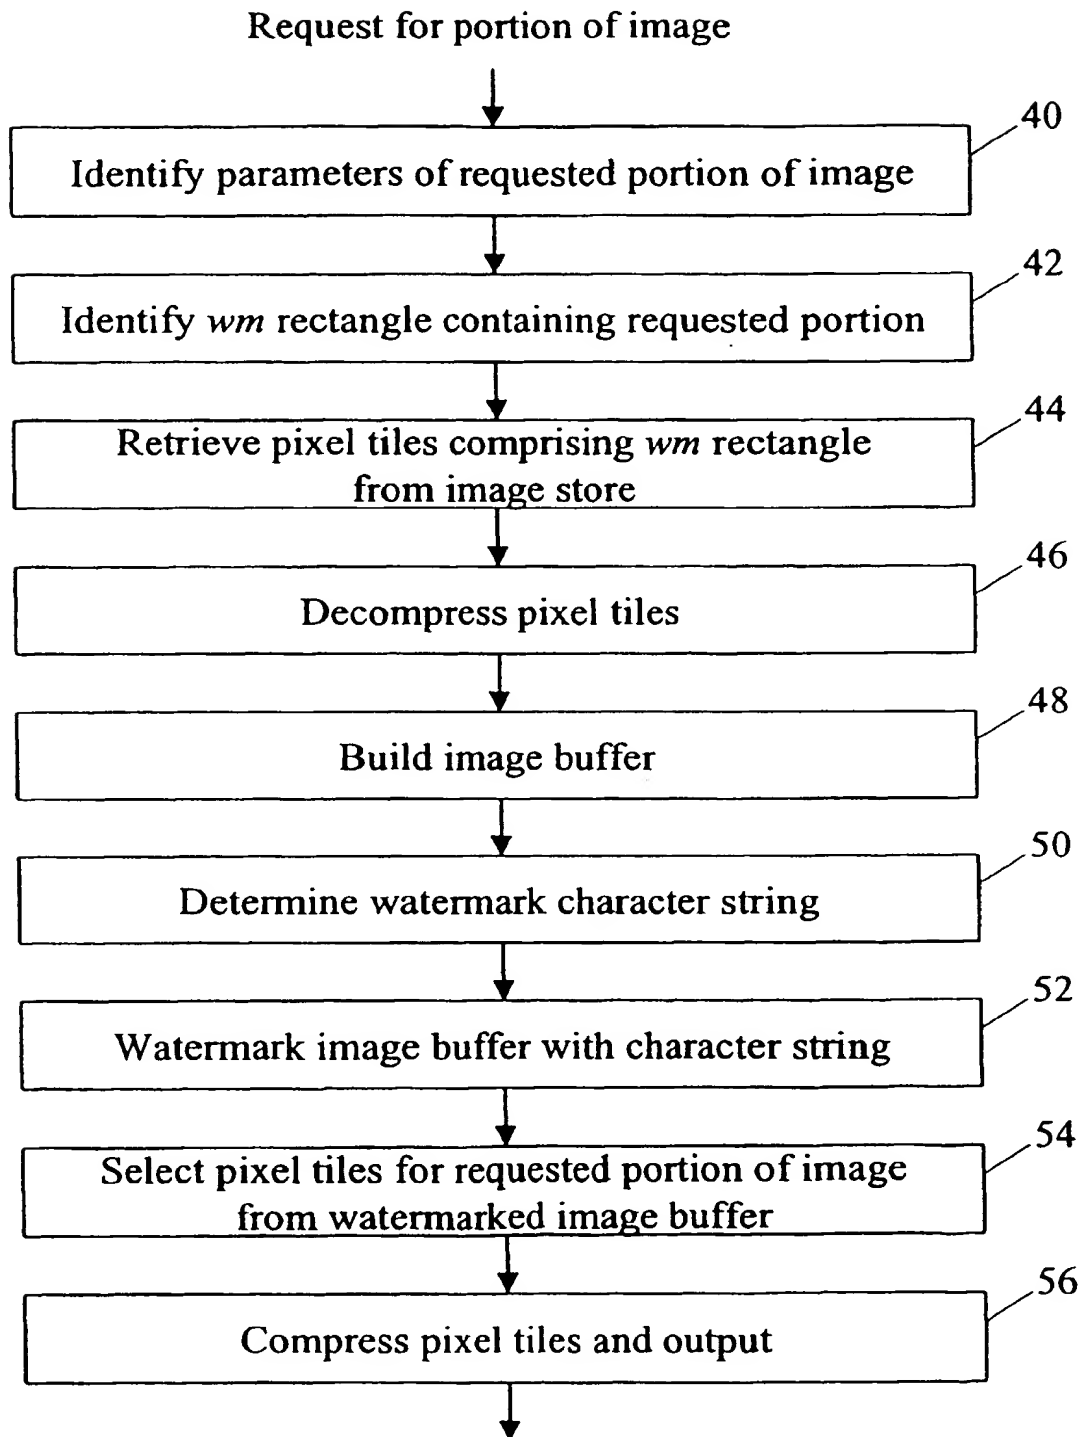 Request for portion of image
40
Identify parameters of requested portion of image
42
Identify wm rectangle containing requested portion
44
Retrieve pixel tiles comprising wm rectangle
from image store
46
Decompress pixel tiles
48
Build image buffer
50
Determine watermark character string
52
Watermark image buffer with character string
54
Select pixel tiles for requested portion of image
from watermarked image buffer
56
Compress pixel tiles and output